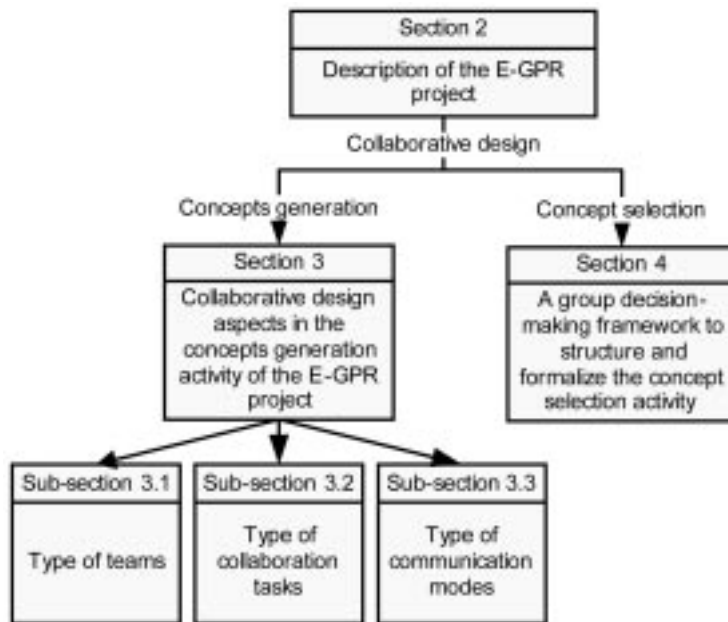 Section 2
Description of the E-GPR
project
Collaborative design
Concepts generation
Concept selection
Section 3
Collaborative design
aspects in the
concepts generation
activity of the E-GPR
project
Section 4
A group decision-
making framework to
structure and
formalize the concept
selection activity
Sub-section 3.1
Type of teams
Sub-section 3.2
Type of
collaboration
tasks
Sub-section 3.3
Type of
communication
modes